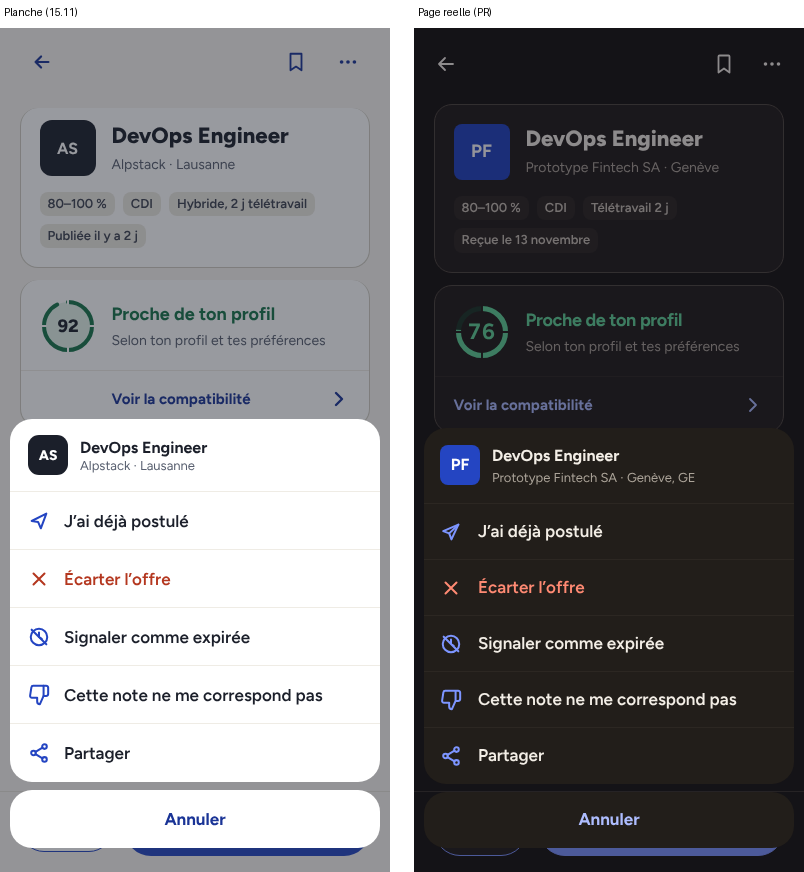 Planche (15.11)
AS
DevOps Engineer
Alpstack · Lausanne
80–100 %
CDI
Hybride, 2 j télétravail
Publiée il y a 2 j
92
Proche de ton profil
Selon ton profil et tes préférences
Voir la compatibilité
AS
DevOps Engineer
Alpstack · Lausanne
J’ai déjà postulé
Écarter l’offre
Signaler comme expirée
Cette note ne me correspond pas
Partager
Annuler
Page reelle (PR)
PF
DevOps Engineer
Prototype Fintech SA · Genève
80–100 %
CDI
Télétravail 2 j
Reçue le 13 novembre
76
Proche de ton profil
Selon ton profil et tes préférences
Voir la compatibilité
PF
DevOps Engineer
Prototype Fintech SA · Genève, GE
J’ai déjà postulé
Écarter l’offre
Signaler comme expirée
Cette note ne me correspond pas
Partager
Annuler